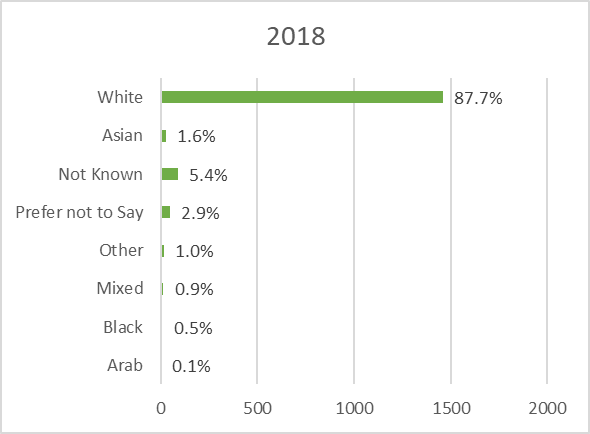 2018
White 87.7%
Asian 1.6%
Not Known 5.4%
Prefer not to Say 2.9%
Other 1.0%
Mixed 0.9%
Black 0.5%
Arab 0.1%
0 500 1000 1500 2000